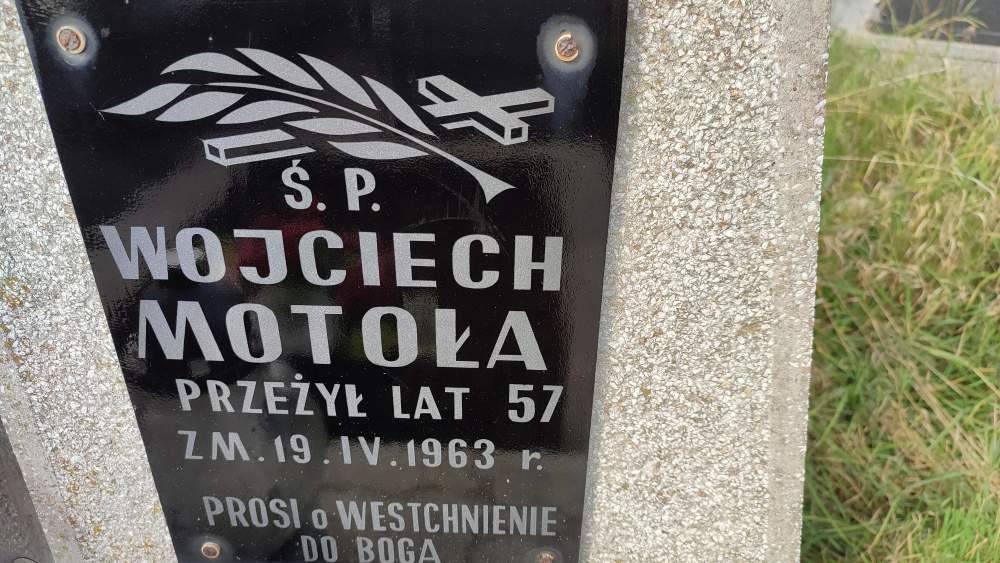 Ś. P.
WOJCIECH
MOTOŁA
PRZEŻYŁ LAT 57
ZM. 19. IV. 1963 r.
PROSI o WESTCHNIENIE
DO BOGA